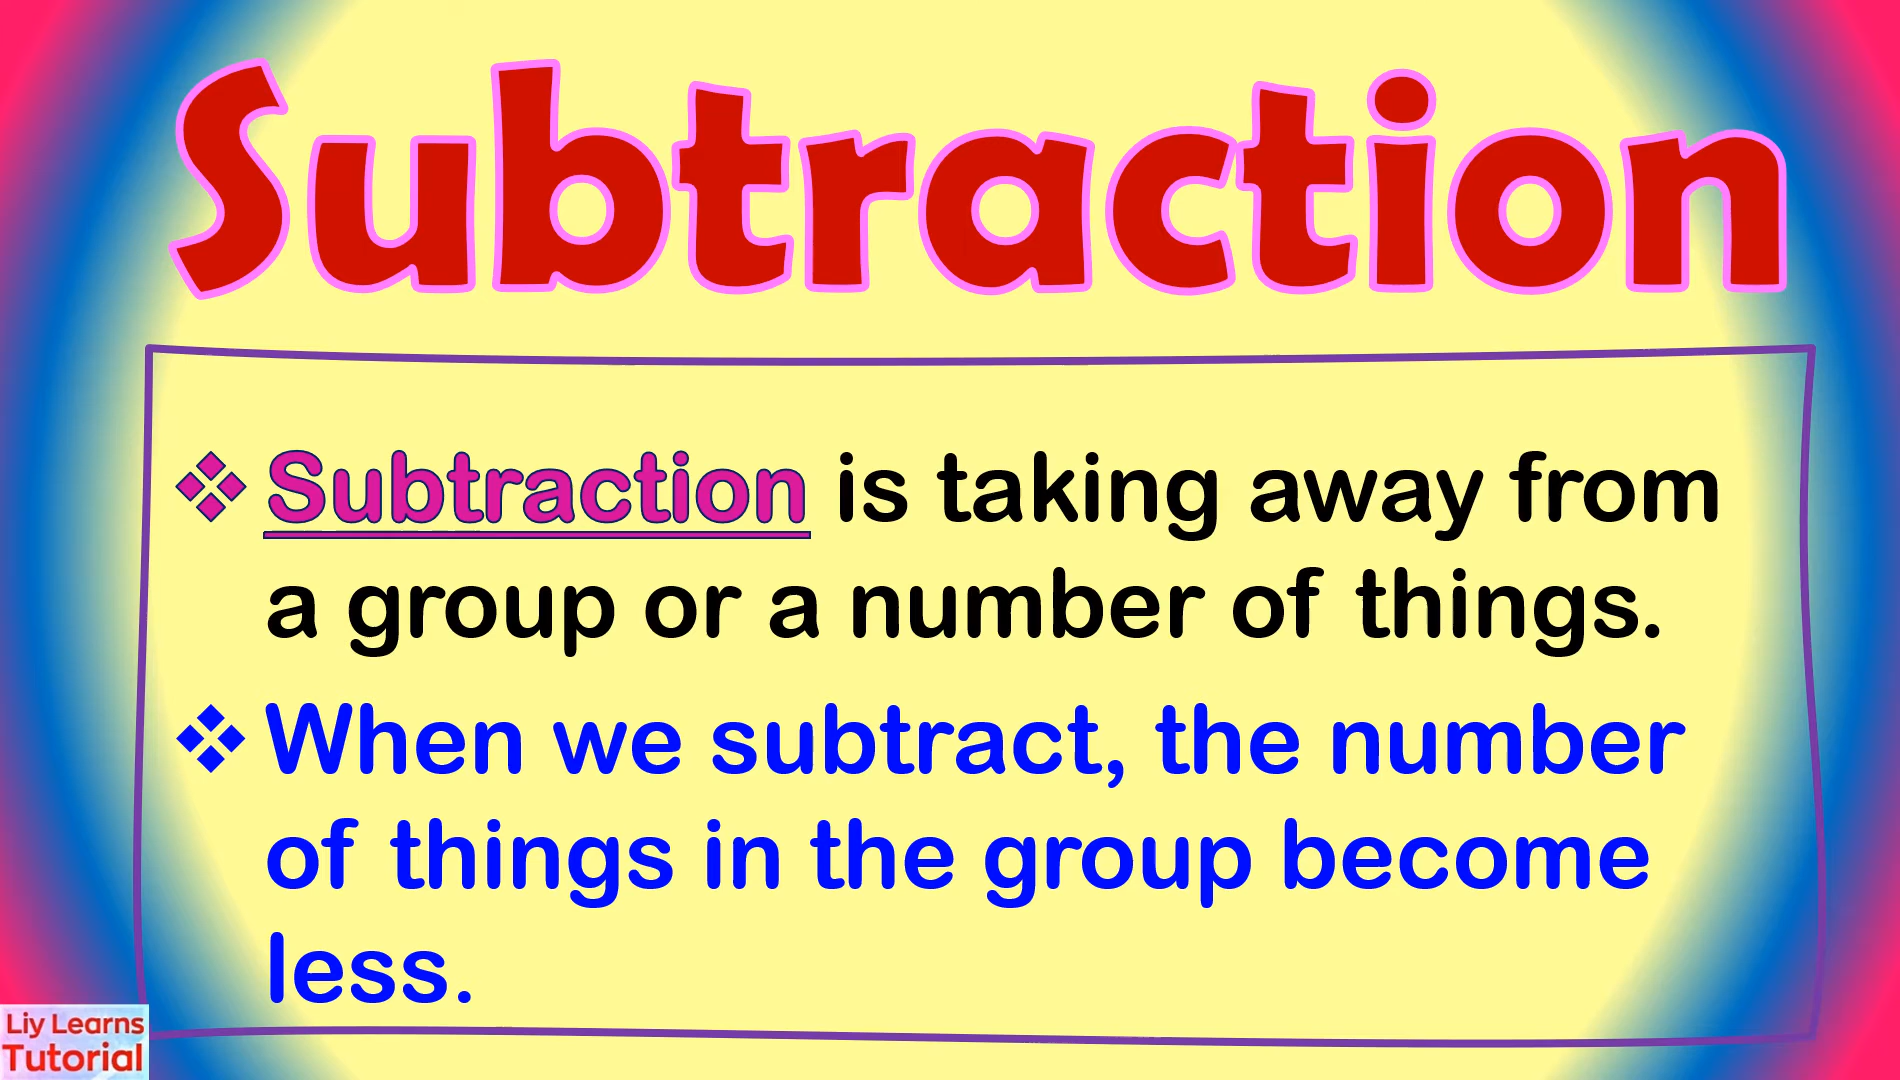 Subtraction
❖ Subtraction is taking away from
a group or a number of things.
❖ When we subtract, the number
of things in the group become
less.
Liy Learns
Tutorial